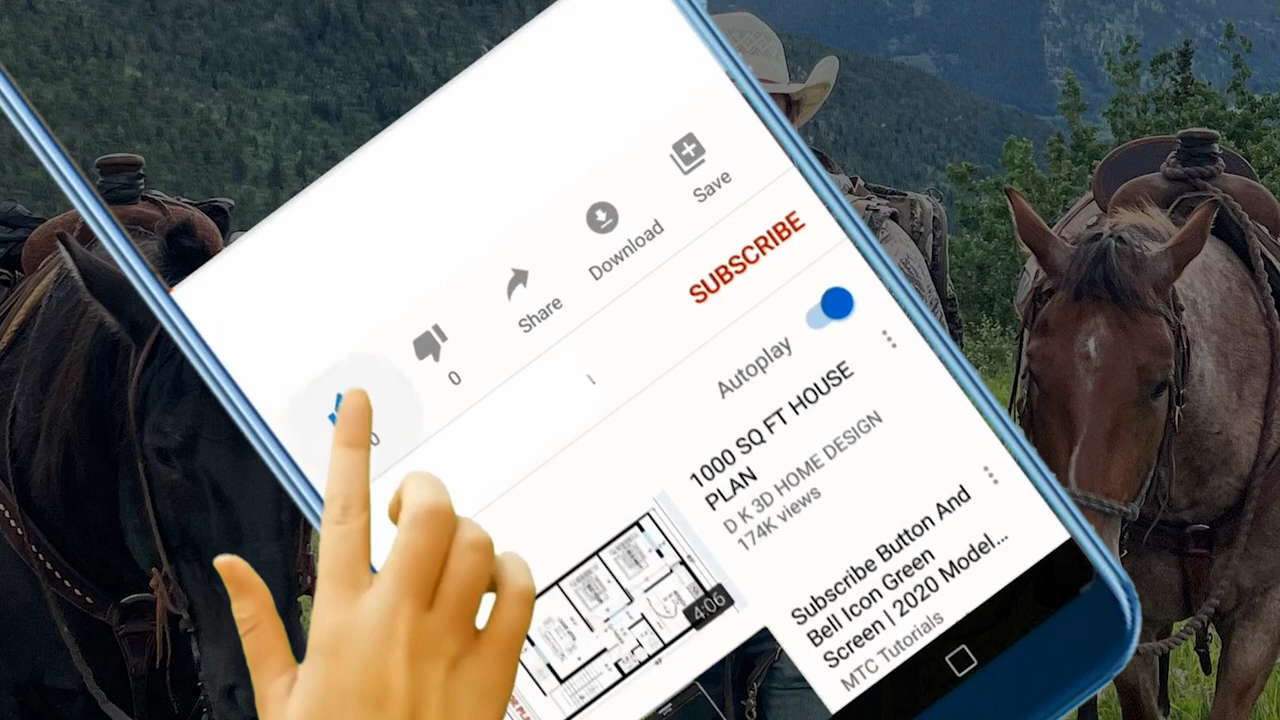 0
0
Share
Download
Save
SUBSCRIBE
Autoplay
1000 SQ FT HOUSE
PLAN
D K 3D HOME DESIGN
174K views
4:06
Subscribe Button And
Bell Icon Green
Screen | 2020 Model...
MTC Tutorials